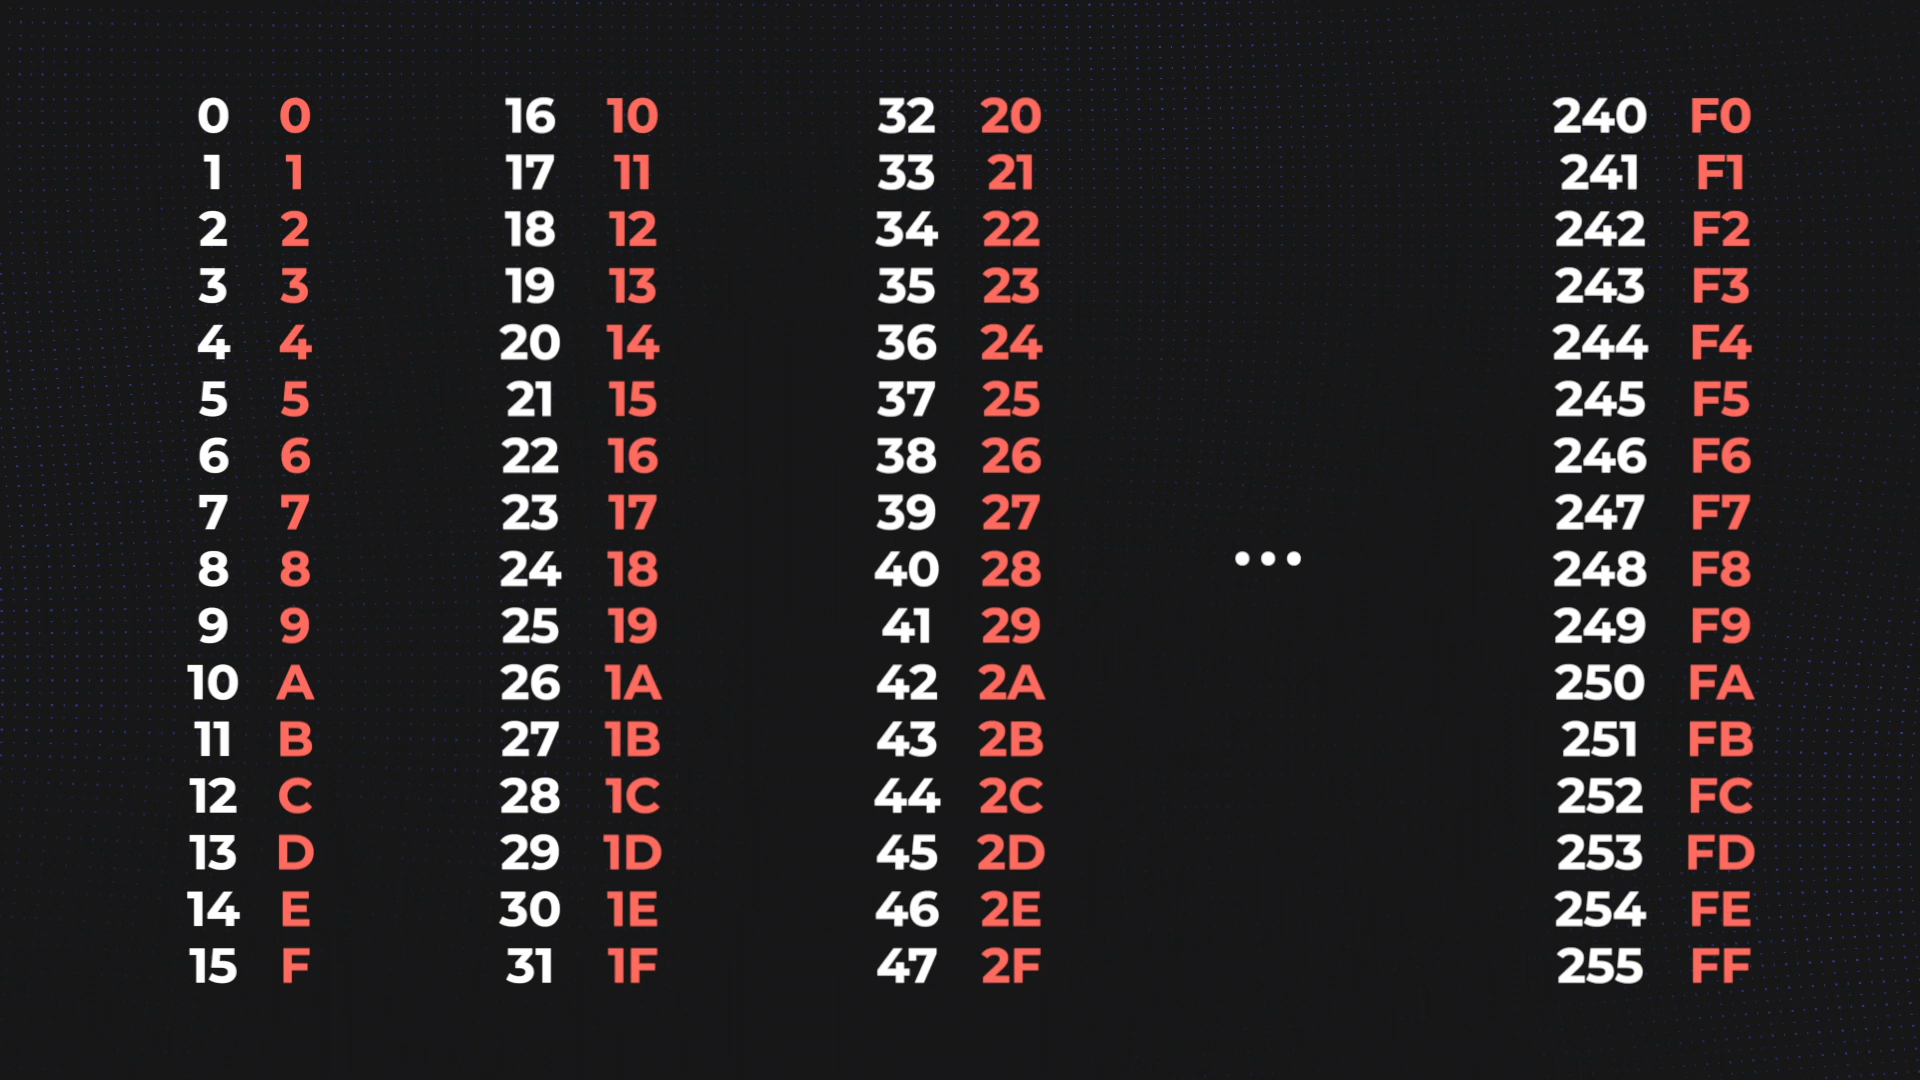 0 0 16 10 32 20 240 F0
1 1 17 11 33 21 241 F1
2 2 18 12 34 22 242 F2
3 3 19 13 35 23 243 F3
4 4 20 14 36 24 244 F4
5 5 21 15 37 25 245 F5
6 6 22 16 38 26 246 F6
7 7 23 17 39 27 247 F7
8 8 24 18 40 28 ... 248 F8
9 9 25 19 41 29 249 F9
10 A 26 1A 42 2A 250 FA
11 B 27 1B 43 2B 251 FB
12 C 28 1C 44 2C 252 FC
13 D 29 1D 45 2D 253 FD
14 E 30 1E 46 2E 254 FE
15 F 31 1F 47 2F 255 FF